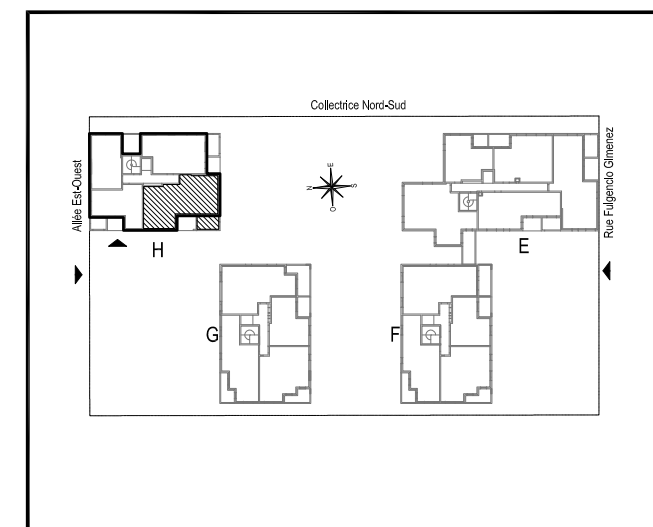 Collectrice Nord-Sud
Allée Est-Ouest
Rue Fulgencio Gimenez
E
N
S
O
H
E
G
F